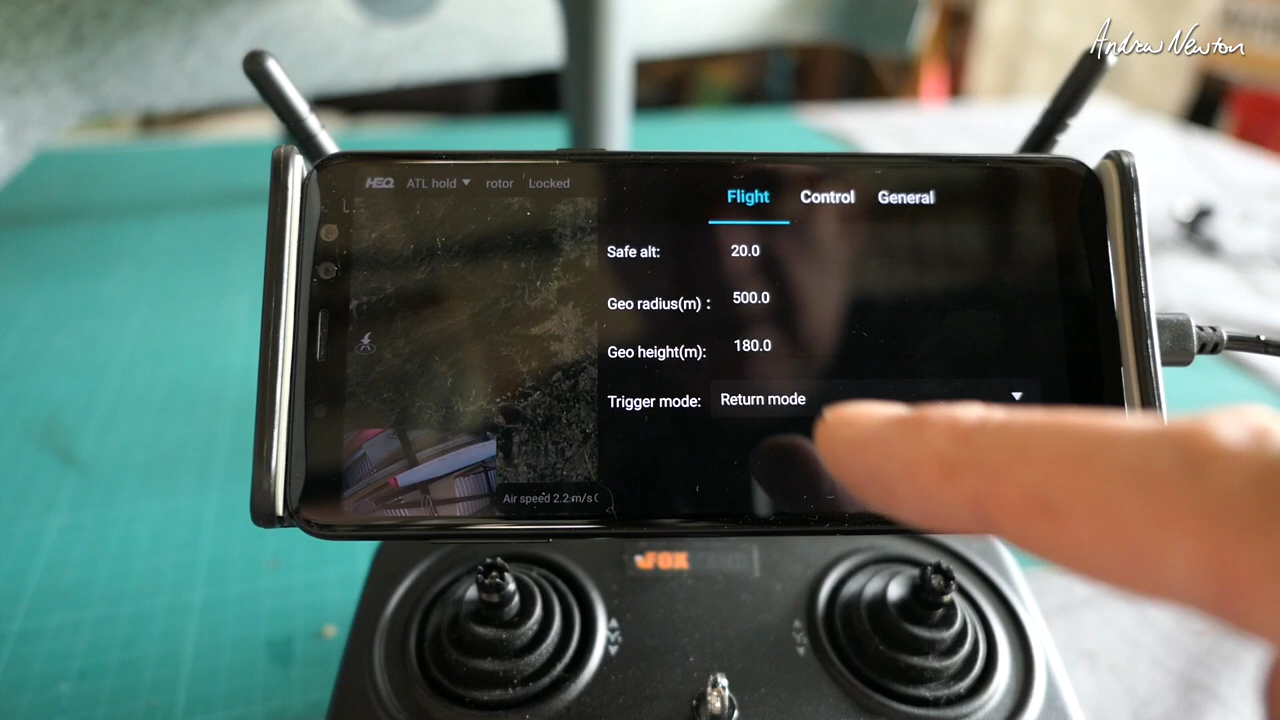 Andrew Newton
HEQ ATL hold rotor Locked
Flight Control General
Safe alt: 20.0
Geo radius(m) : 500.0
Geo height(m): 180.0
Trigger mode: Return mode
Air speed 2.2m/s
FOX